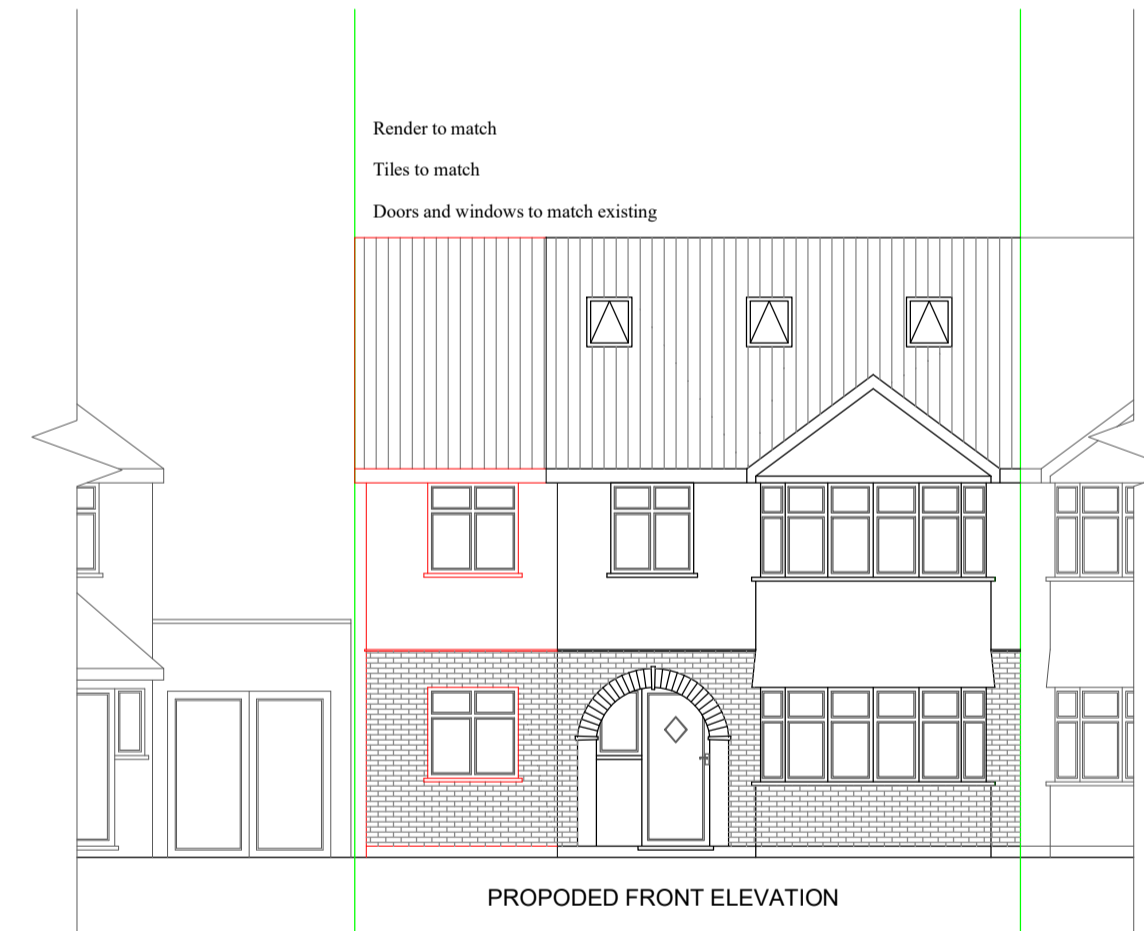 Render to match
Tiles to match
Doors and windows to match existing
PROPODED FRONT ELEVATION